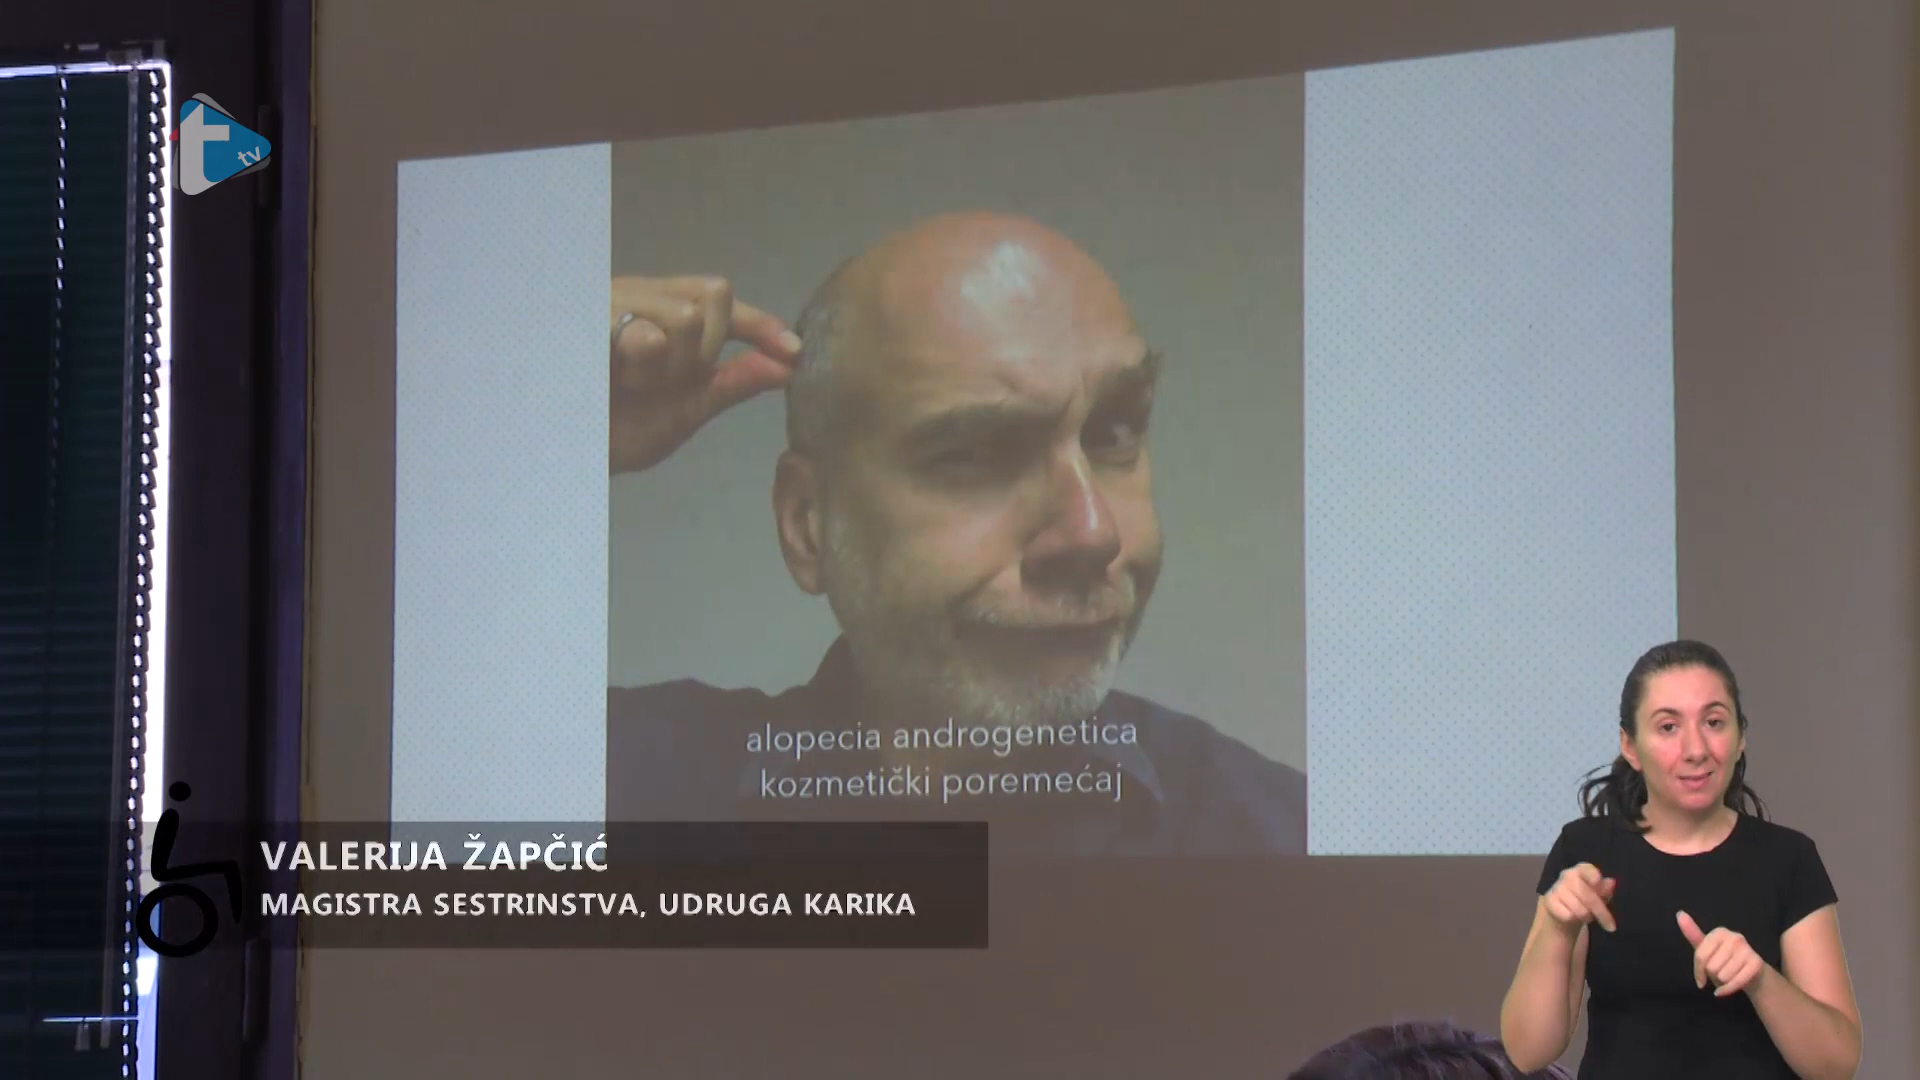 t tv
alopecia androgenetica
kozmetički poremećaj
VALERIJA ŽAPČIĆ
MAGISTRA SESTRINSTVA, UDRUGA KARIKA